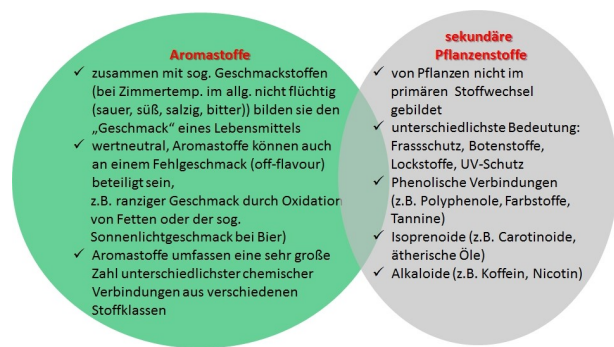 Aromastoffe
✓ zusammen mit sog. Geschmackstoffen
(bei Zimmertemp. im allg. nicht flüchtig
(sauer, süß, salzig, bitter)) bilden sie den
„Geschmack“ eines Lebensmittels
✓ wertneutral, Aromastoffe können auch
an einem Fehlgeschmack (off-flavour)
beteiligt sein,
z.B. ranziger Geschmack durch Oxidation
von Fetten oder der sog.
Sonnenlichtgeschmack bei Bier)
✓ Aromastoffe umfassen eine sehr große
Zahl unterschiedlichster chemischer
Verbindungen aus verschiedenen
Stoffklassen
sekundäre
Pflanzenstoffe
✓ von Pflanzen nicht im
primären Stoffwechsel
gebildet
✓ unterschiedlichste Bedeutung:
Frassschutz, Botenstoffe,
Lockstoffe, UV-Schutz
✓ Phenolische Verbindungen
(z.B. Polyphenole, Farbstoffe,
Tannine)
✓ Isoprenoide (z.B. Carotinoide,
ätherische Öle)
✓ Alkaloide (z.B. Koffein, Nicotin)